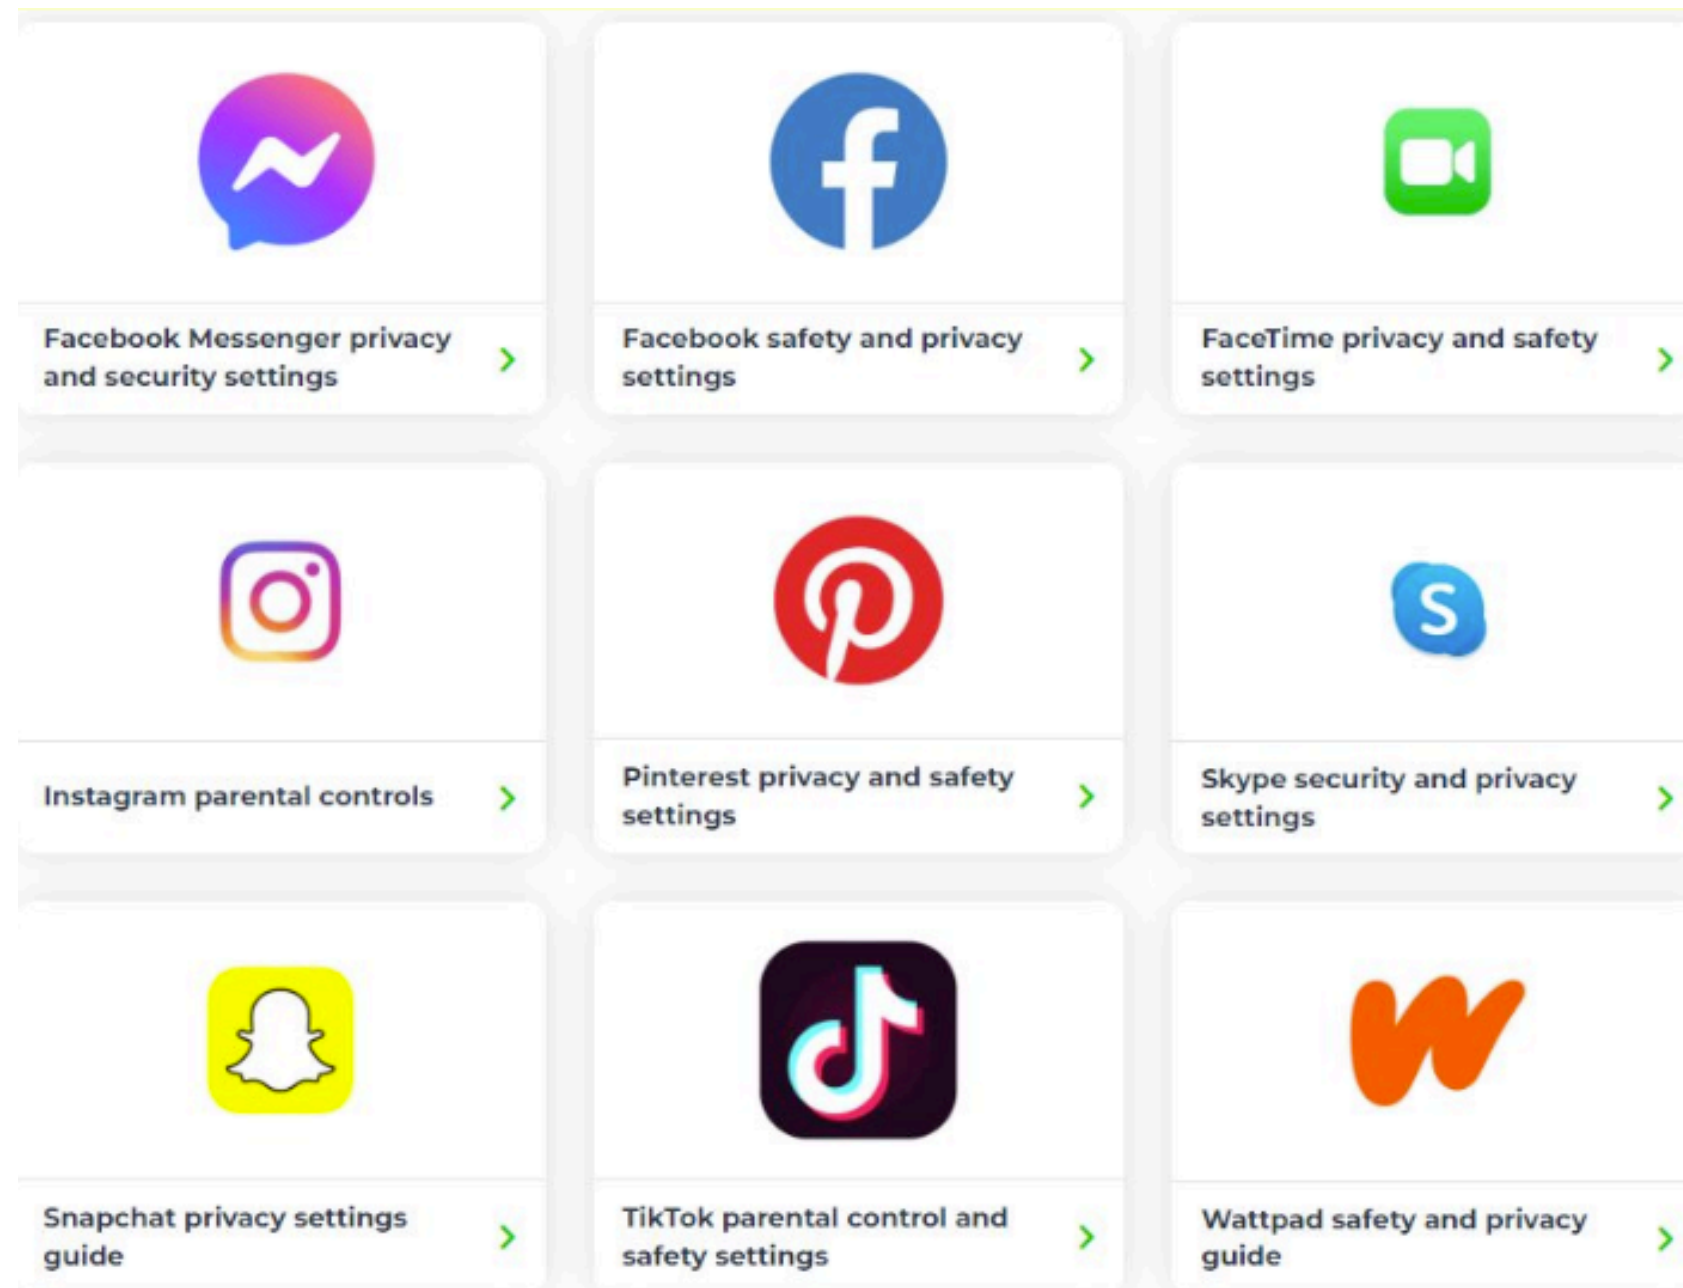 Facebook Messenger privacy
and security settings
Facebook safety and privacy
settings
FaceTime privacy and safety
settings
Instagram parental controls
Pinterest privacy and safety
settings
Skype security and privacy
settings
Snapchat privacy settings
guide
TikTok parental control and
safety settings
Wattpad safety and privacy
guide